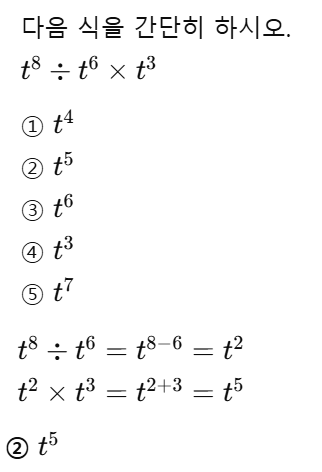 다음 식을 간단히 하시오.
t⁸ ÷ t⁶ × t³
① t⁴
② t⁵
③ t⁶
④ t³
⑤ t⁷
t⁸ ÷ t⁶ = t⁸⁻⁶ = t²
t² × t³ = t²⁺³ = t⁵
② t⁵